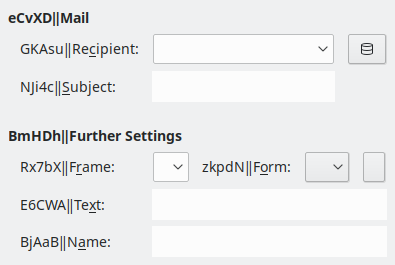 eCvXD‖Mail
GKAsu‖Recipient:
NJi4c‖Subject:
BmHDh‖Further Settings
Rx7bX‖Frame: zkpdN‖Form:
E6CWA‖Text:
BjAaB‖Name: